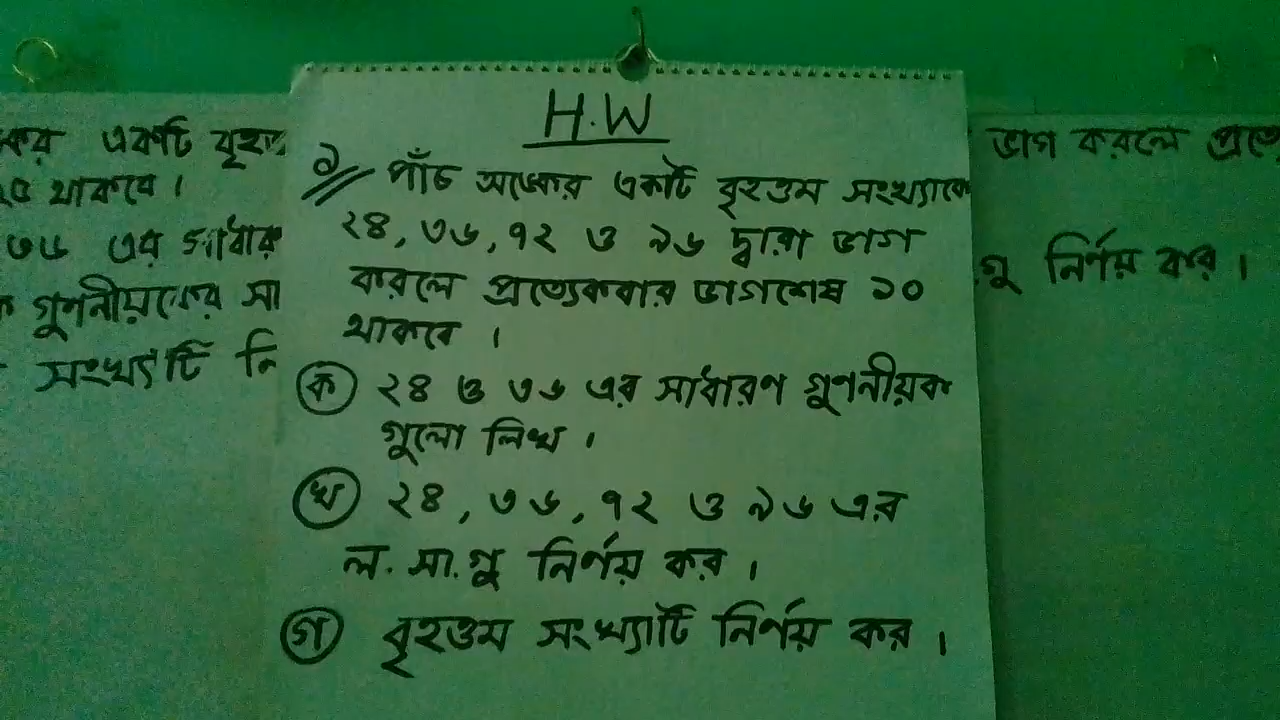 H.W
১// পাঁচ অঙ্কের একটি বৃহত্তম সংখ্যাকে
২৪, ৩৬, ৭২ ও ৯৬ দ্বারা ভাগ
করলে প্রত্যেকবার ভাগশেষ ১০
থাকবে ।
ক ২৪ ও ৩৬ এর সাধারণ গুণনীয়ক
গুলো লিখ ।
খ ২৪, ৩৬, ৭২ ও ৯৬ এর
ল. সা. গু নির্ণয় কর ।
গ বৃহত্তম সংখ্যাটি নির্ণয় কর ।
একটি
থাকবে ।
৩৬ এর সাধার
গুণনীয়কের সা
সংখ্যাটি নি
ভাগ করলে
গু নির্ণয় কর ।